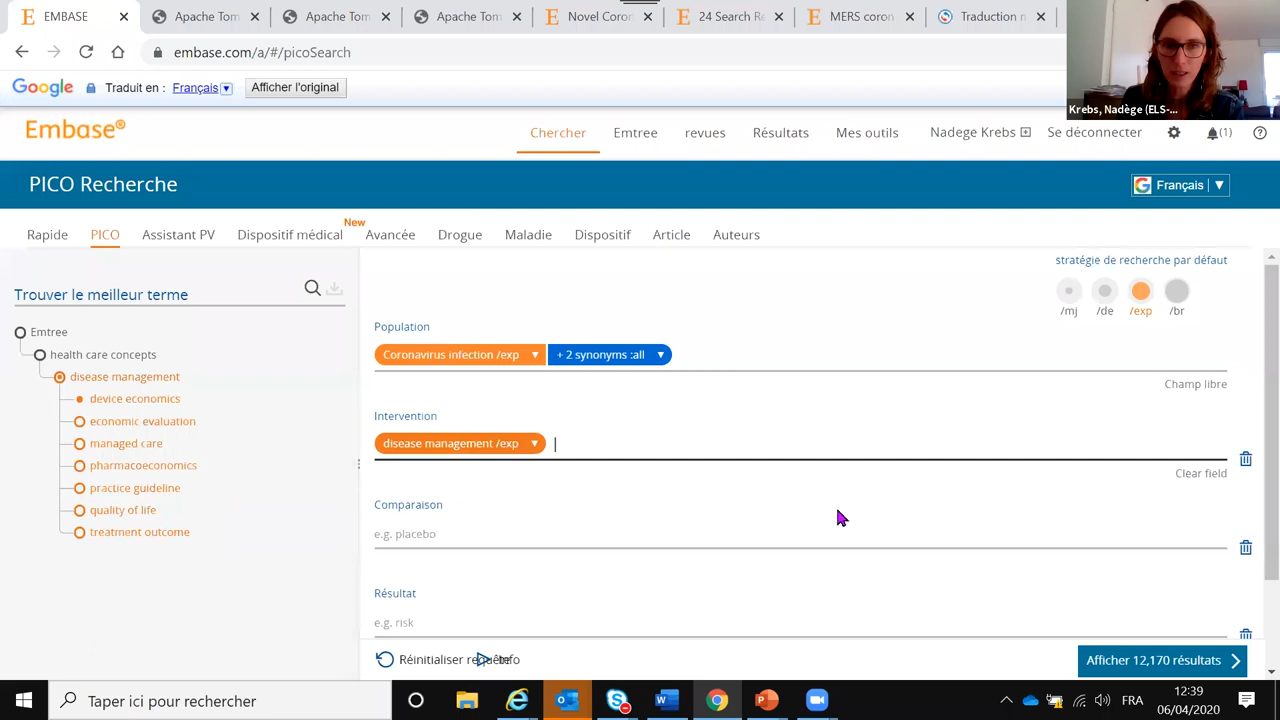 EMBASE
Apache Tom
Apache Tom
Apache Tom
Novel Coron
24 Search Re
MERS coron
Traduction n
embase.com/a/#/picoSearch
Krebs, Nadège (ELS-...
Google Traduit en : Français Afficher l'original
Embase®
Chercher Emtree revues Résultats Mes outils Nadege Krebs Se déconnecter (1)
PICO Recherche
Français
New
Rapide PICO Assistant PV Dispositif médical Avancée Drogue Maladie Dispositif Article Auteurs
stratégie de recherche par défaut
/mj /de /exp /br
Trouver le meilleur terme
Emtree
health care concepts
disease management
device economics
economic evaluation
managed care
pharmacoeconomics
practice guideline
quality of life
treatment outcome
Population
Coronavirus infection /exp + 2 synonyms :all
Champ libre
Intervention
disease management /exp
Clear field
Comparaison
e.g. placebo
Résultat
e.g. risk
Réinitialiser requête Info
Afficher 12,170 résultats
Taper ici pour rechercher
FRA
12:39
06/04/2020